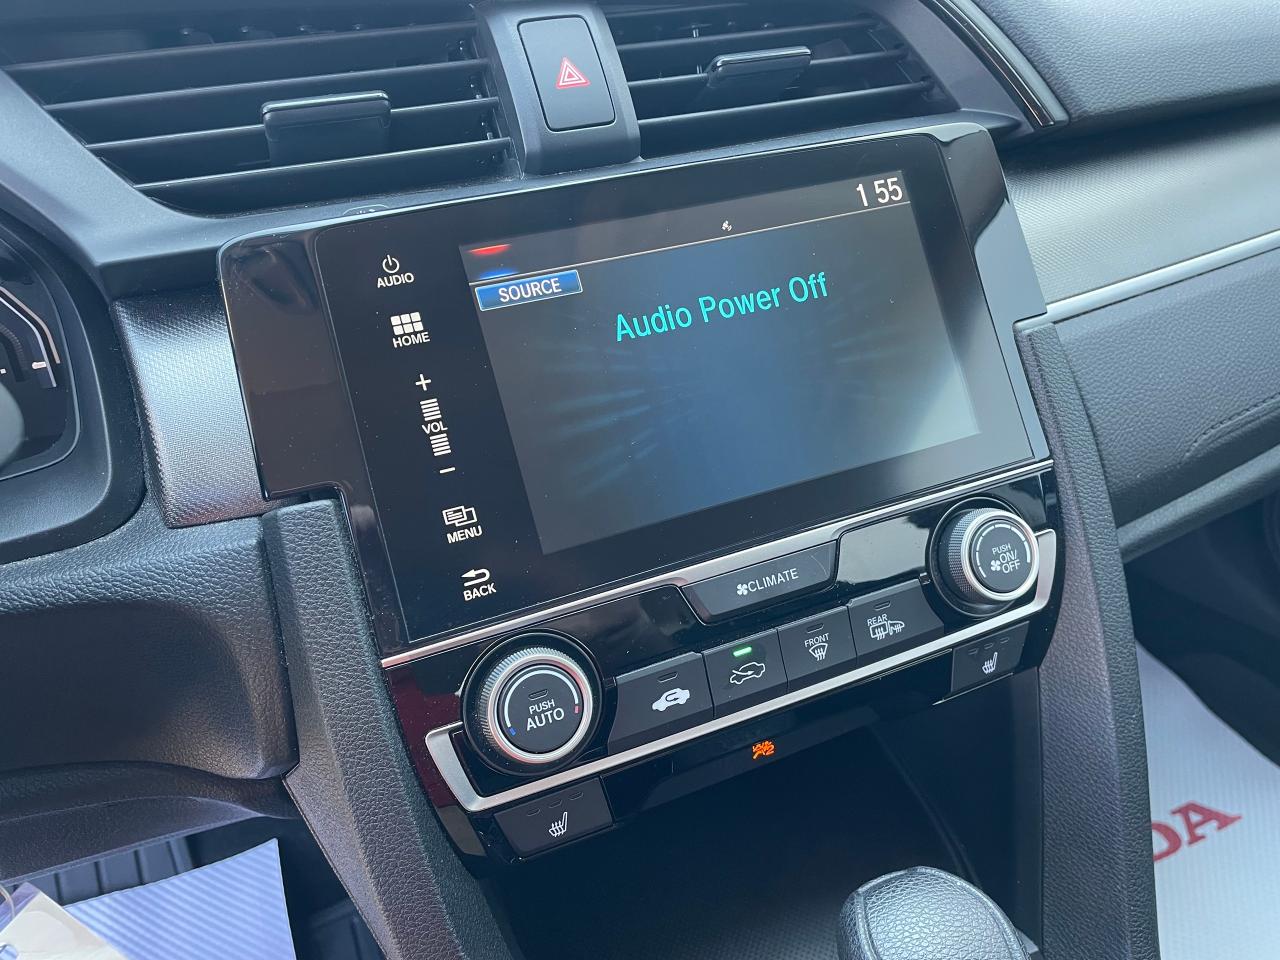 1 55
AUDIO
SOURCE
Audio Power Off
HOME
+
VOL
-
MENU
BACK
CLIMATE
PUSH
ON/
OFF
REAR
FRONT
PUSH
AUTO
DA